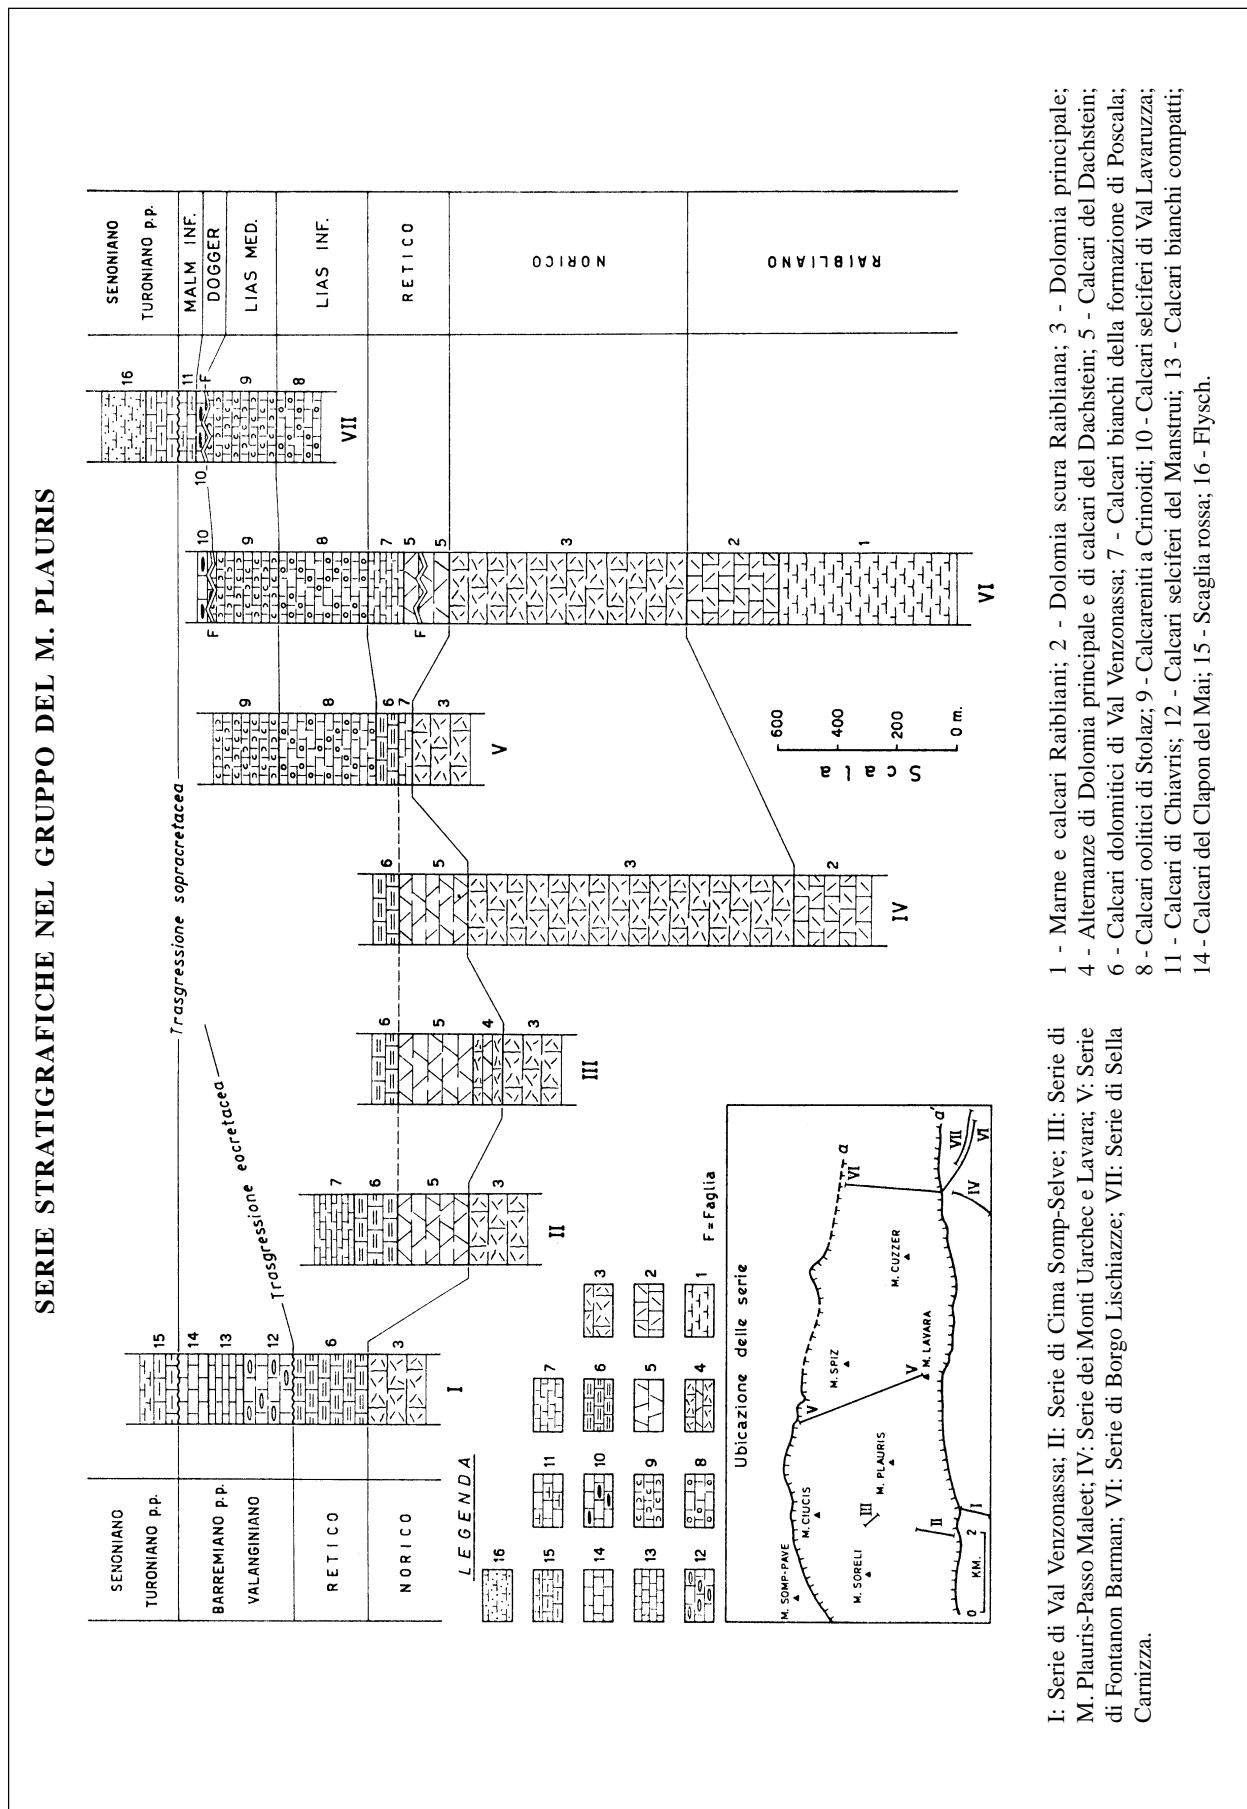 SERIE STRATIGRAFICHE NEL GRUPPO DEL M. PLAURIS
SENONIANO
TURONIANO p.p.
BARREMIANO p.p.
VALANGINIANO
RETICO
NORICO
15
14
13
12
6
3
I
Trasgressione eocretacea
Trasgressione sopracretacea
7
6
5
3
II
6
5
4
3
III
6
5
3
2
IV
9
8
6
7
3
V
10
F
9
8
7
5
F
5
3
2
1
VI
16
11
10
F
9
8
VII
SENONIANO
TURONIANO p.p.
MALM INF.
DOGGER
LIAS MED.
LIAS INF.
RETICO
NORICO
RAIBLIANO
LEGENDA
16
15
14
13
12
11
10
9
8
7
6
5
4
3
2
1
F=Faglia
Scala
600
400
200
0 m.
Ubicazione delle serie
M. SOMP-PAVE
M. CIUCIS
M. SORELI
III
M. PLAURIS
II
I
0 KM. 2
V
M. SPIZ
V
M. LAVARA
M. CUZZER
a
VI
a'
IV
VII
VI
I: Serie di Val Venzonassa; II: Serie di Cima Somp-Selve; III: Serie di
M. Plauris-Passo Maleet; IV: Serie dei Monti Uarchec e Lavara; V: Serie
di Fontanon Barman; VI: Serie di Borgo Lischiazze; VII: Serie di Sella
Carnizza.
1 - Marne e calcari Raibliani; 2 - Dolomia scura Raibliana; 3 - Dolomia principale;
4 - Alternanze di Dolomia principale e di calcari del Dachstein; 5 - Calcari del Dachstein;
6 - Calcari dolomitici di Val Venzonassa; 7 - Calcari bianchi della formazione di Poscala;
8 - Calcari oolitici di Stolaz; 9 - Calcareniti a Crinoidi; 10 - Calcari selciferi di Val Lavaruzza;
11 - Calcari di Chiavris; 12 - Calcari selciferi del Manstrui; 13 - Calcari bianchi compatti;
14 - Calcari del Clapon del Mai; 15 - Scaglia rossa; 16 - Flysch.